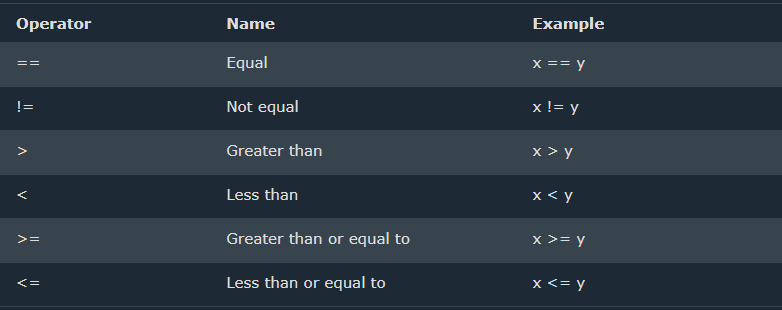 Operator Name Example
== Equal x == y
!= Not equal x != y
> Greater than x > y
< Less than x < y
>= Greater than or equal to x >= y
<= Less than or equal to x <= y